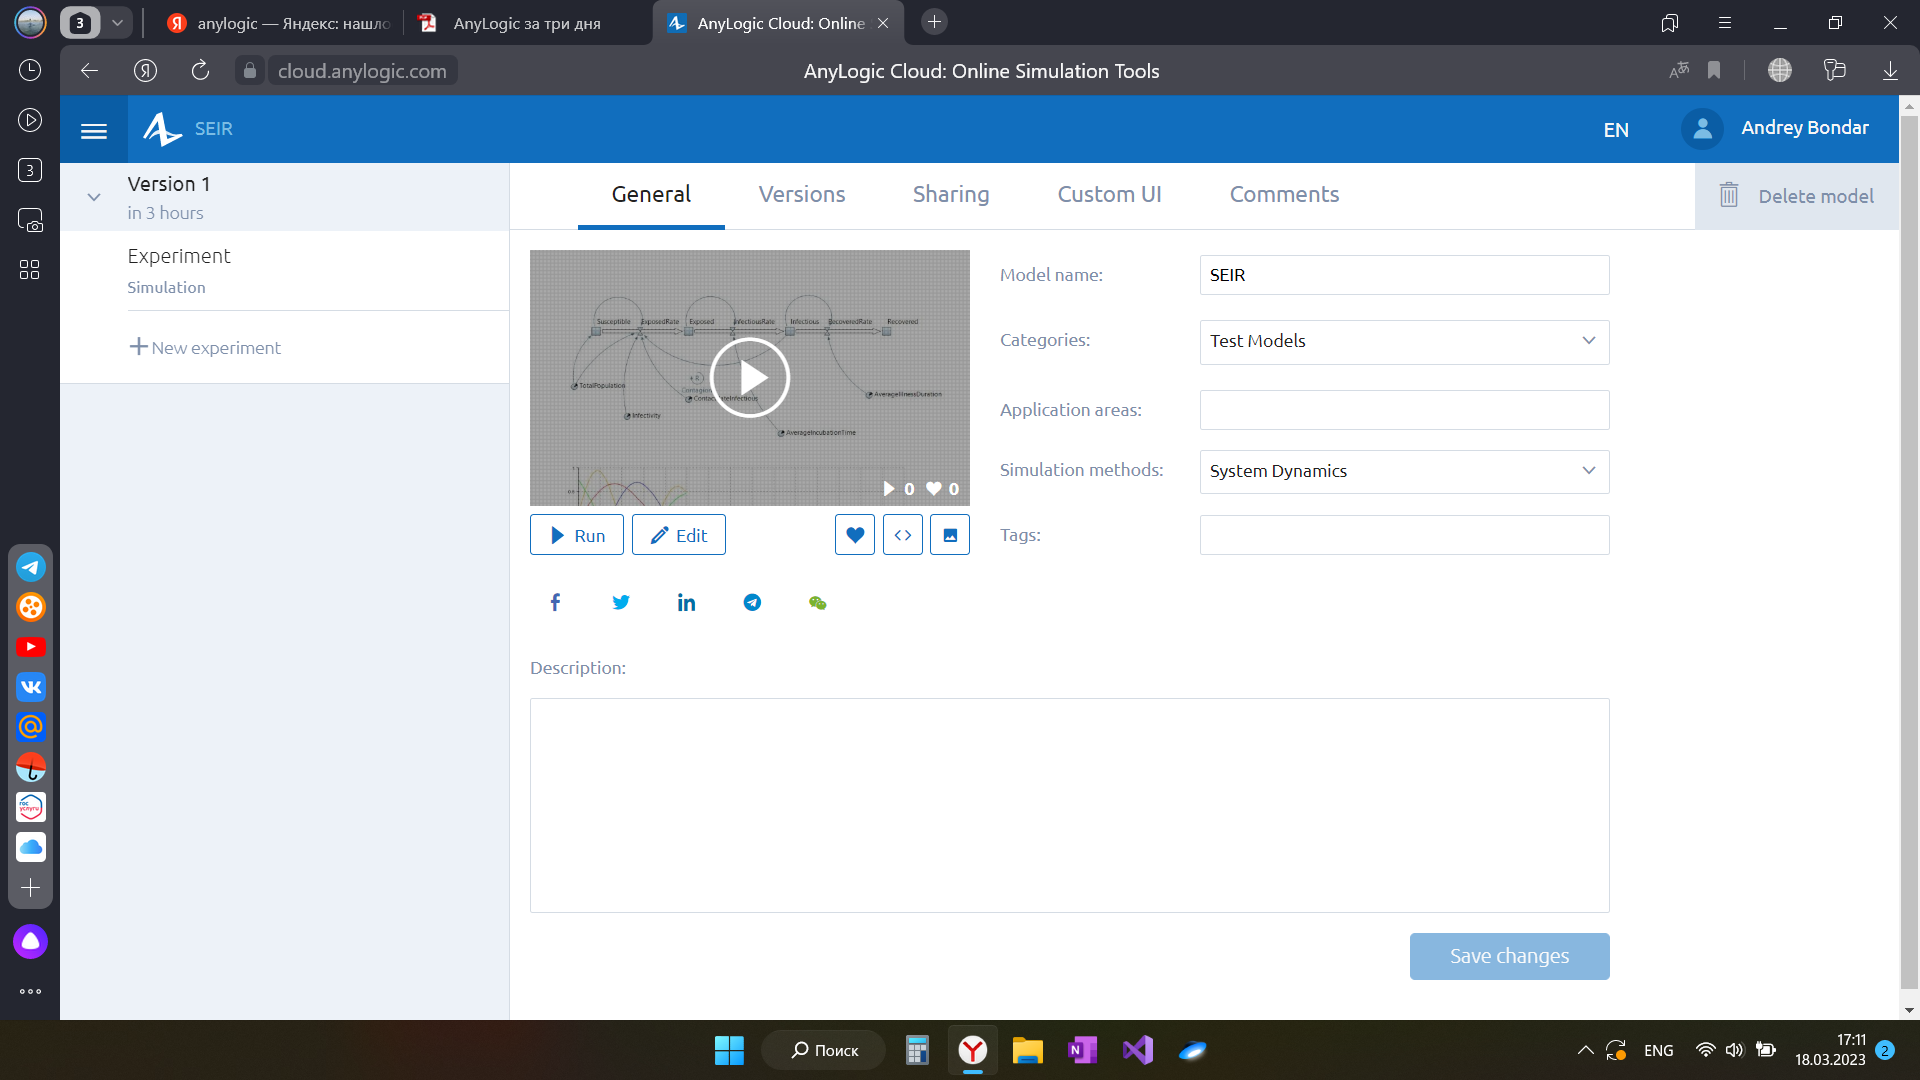 3
anylogic — Яндекс: нашло
AnyLogic за три дня
AnyLogic Cloud: Online
cloud.anylogic.com
AnyLogic Cloud: Online Simulation Tools
SEIR
EN
Andrey Bondar
3
Version 1
in 3 hours
Experiment
Simulation
New experiment
General
Versions
Sharing
Custom UI
Comments
Delete model
Susceptible
ExposedRate
Exposed
InfectiousRate
Infectious
RecoveredRate
Recovered
TotalPopulation
Infectivity
AverageIllnessDuration
AverageIncubationTime
0
0
Run
Edit
Model name:
SEIR
Categories:
Test Models
Application areas:
Simulation methods:
System Dynamics
Tags:
Description:
Save changes
гос
услуги
Поиск
ENG
17:11
18.03.2023
2